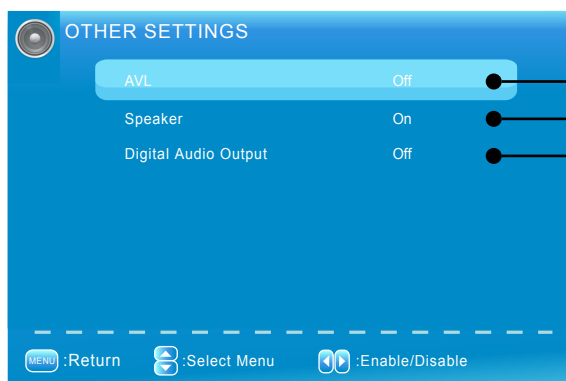 OTHER SETTINGS
AVL Off
Speaker On
Digital Audio Output Off
MENU :Return :Select Menu :Enable/Disable